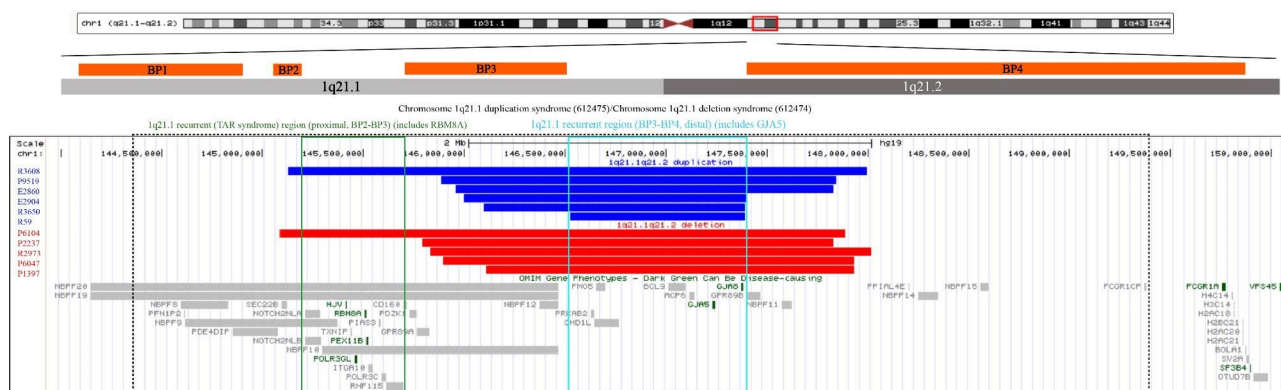 chr1 (q21.1-q21.2) 34.3 p33 p31.3 1p31.1 12 1q12 25.3 1q32.1 1q41 1q43 1q44
BP1 BP2 BP3 BP4
1q21.1 1q21.2
Chromosome 1q21.1 duplication syndrome (612475)/Chromosome 1q21.1 deletion syndrome (612474)
1q21.1 recurrent (TAR syndrome) region (proximal, BP2-BP3) (includes RBM8A) 1q21.1 recurrent region (BP3-BP4, distal) (includes GJA5)
Scale 2 Mb hg19
chr1: 144,500,000 145,000,000 145,500,000 146,000,000 146,500,000 147,000,000 147,500,000 148,000,000 148,500,000 149,000,000 149,500,000 150,000,000
1q21.1q21.2 duplication
R3608
P9519
E2860
E2904
R3650
R59
1q21.1q21.2 deletion
P6104
P2237
R2973
P6047
P1397
OMIM Gene Phenotypes - Dark Green Can Be Disease-causing
NBPF20 FMO5 BCL9 GJA8 PPIAL4E NBPF15 FCGR1CP FCGR1A VPS45
NBPF19 ACP6 GPR89B NBPF14 H4C14
NBPF8 SEC22B HJV CD160 NBPF12 GJA5 NBPF11 H3C14
PFN1P2 NOTCH2NLA RBM8A PDZK1 PRKAB2 H2AC18
NBPF9 PIAS3 CHD1L H2BC21
PDE4DIP TXNIP GPR89A H2AC20
NOTCH2NLB PEX11B H2AC21
NBPF10 BOLA1
POLR3GL SV2A
ITGA10 SF3B4
POLR3C OTUD7B
RNF115